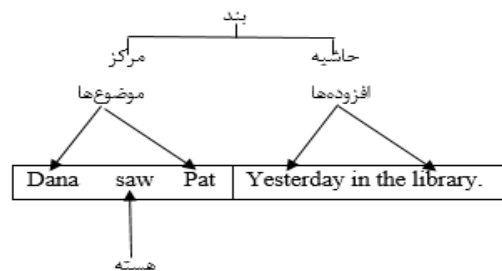 بند
حاشیه مرکز
افزوده‌ها موضوع‌ها
Dana saw Pat Yesterday in the library.
هسته